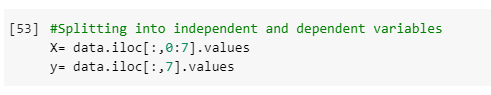 [53] #Splitting into independent and dependent variables
X= data.iloc[:,0:7].values
y= data.iloc[:,7].values